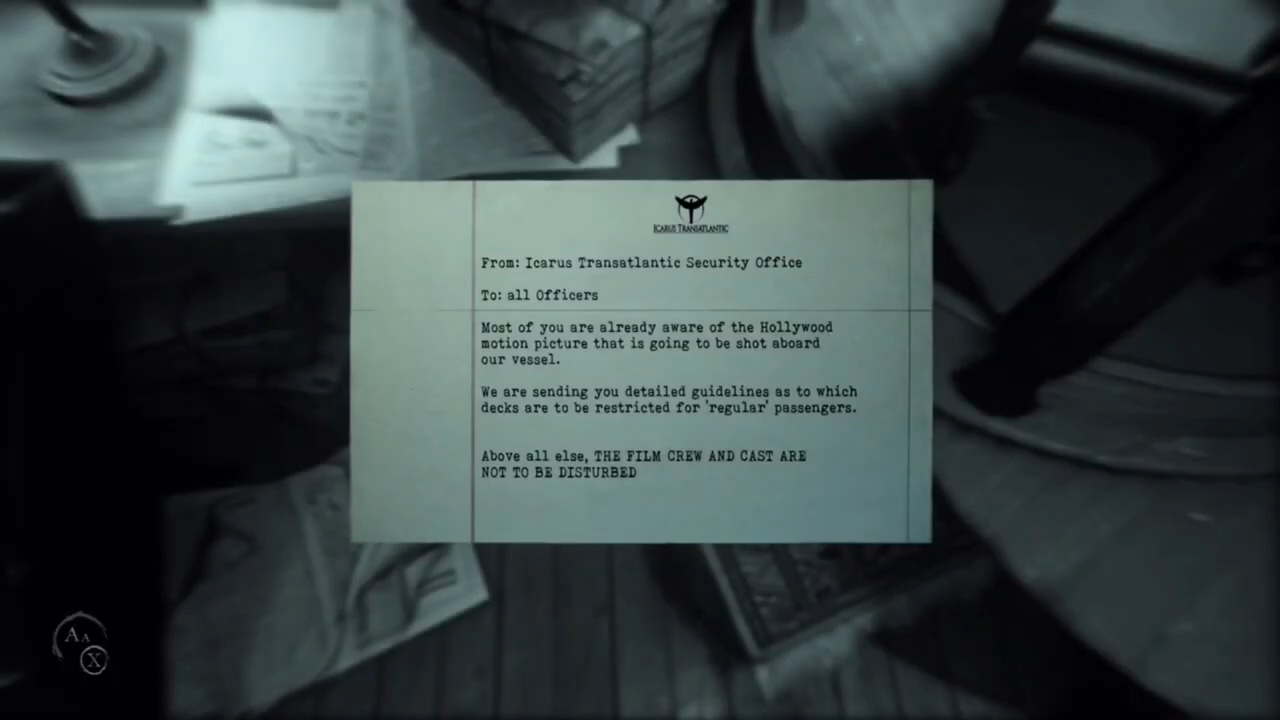 ICARUS TRANSATLANTIC
From: Icarus Transatlantic Security Office
To: all Officers
Most of you are already aware of the Hollywood
motion picture that is going to be shot aboard
our vessel.
We are sending you detailed guidelines as to which
decks are to be restricted for 'regular' passengers.
Above all else, THE FILM CREW AND CAST ARE
NOT TO BE DISTURBED
AA
X